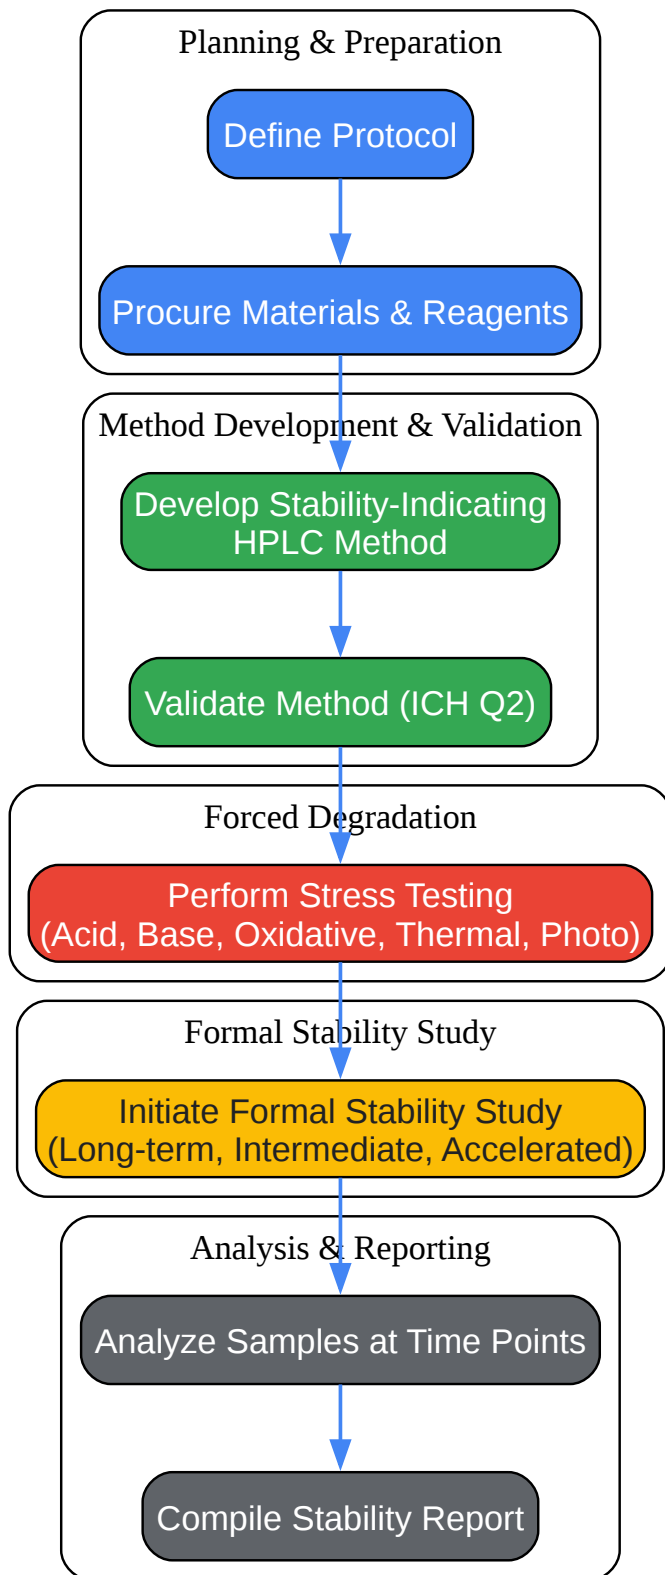 Planning & Preparation
Define Protocol
Procure Materials & Reagents
Method Development & Validation
Develop Stability-Indicating
HPLC Method
Validate Method (ICH Q2)
Forced Degradation
Perform Stress Testing
(Acid, Base, Oxidative, Thermal, Photo)
Formal Stability Study
Initiate Formal Stability Study
(Long-term, Intermediate, Accelerated)
Analysis & Reporting
Analyze Samples at Time Points
Compile Stability Report